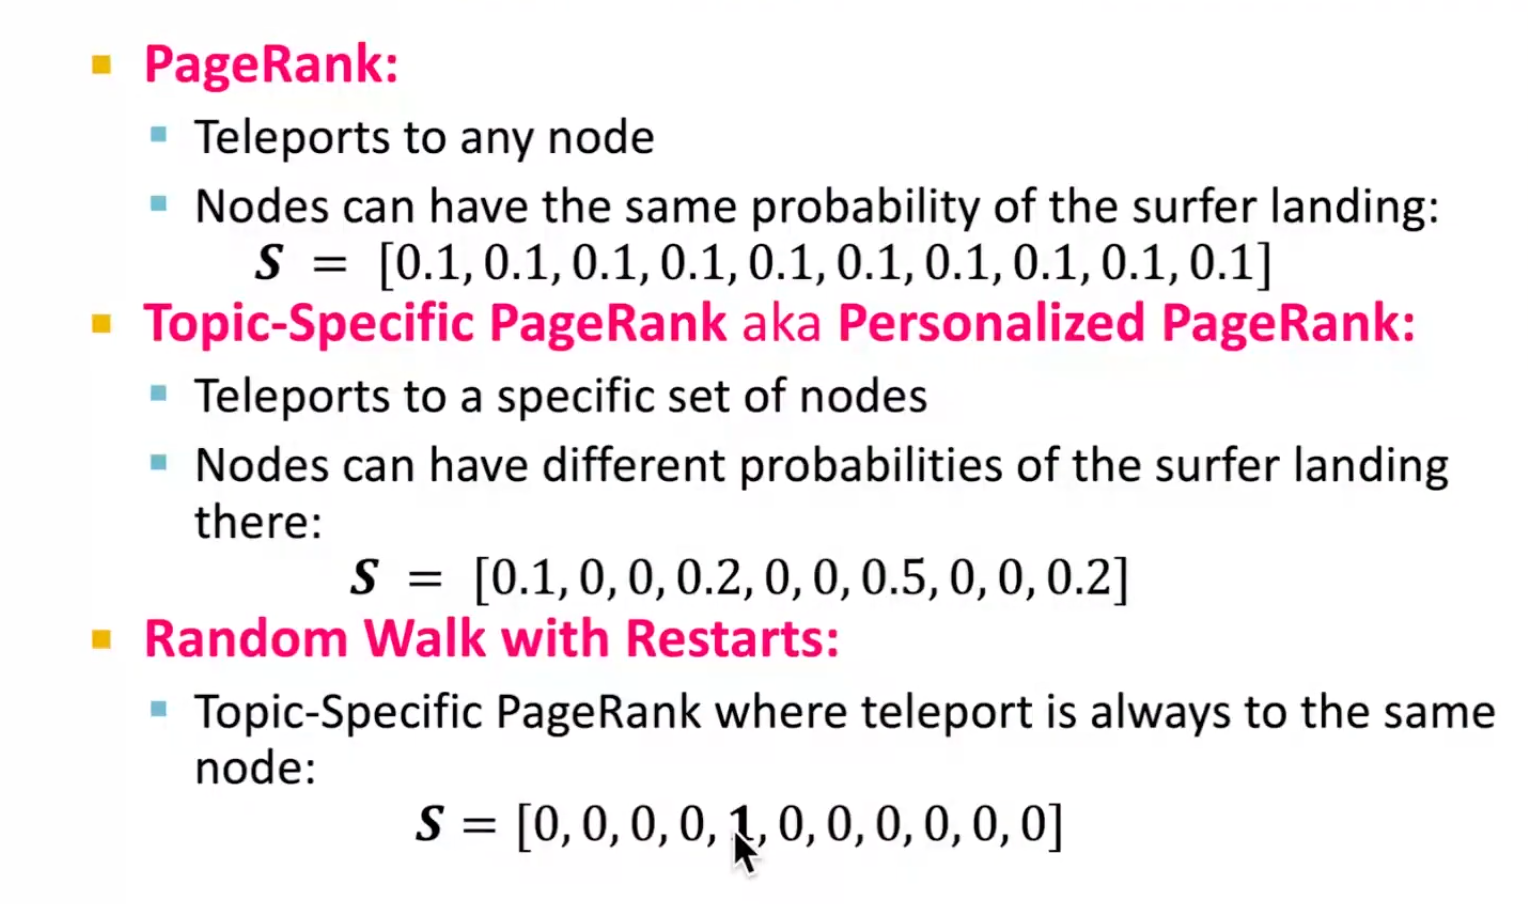 PageRank:
Teleports to any node
Nodes can have the same probability of the surfer landing:
S = [0.1, 0.1, 0.1, 0.1, 0.1, 0.1, 0.1, 0.1, 0.1, 0.1]
Topic-Specific PageRank aka Personalized PageRank:
Teleports to a specific set of nodes
Nodes can have different probabilities of the surfer landing
there:
S = [0.1, 0, 0, 0.2, 0, 0, 0.5, 0, 0, 0.2]
Random Walk with Restarts:
Topic-Specific PageRank where teleport is always to the same
node:
S = [0, 0, 0, 0, 1, 0, 0, 0, 0, 0, 0]